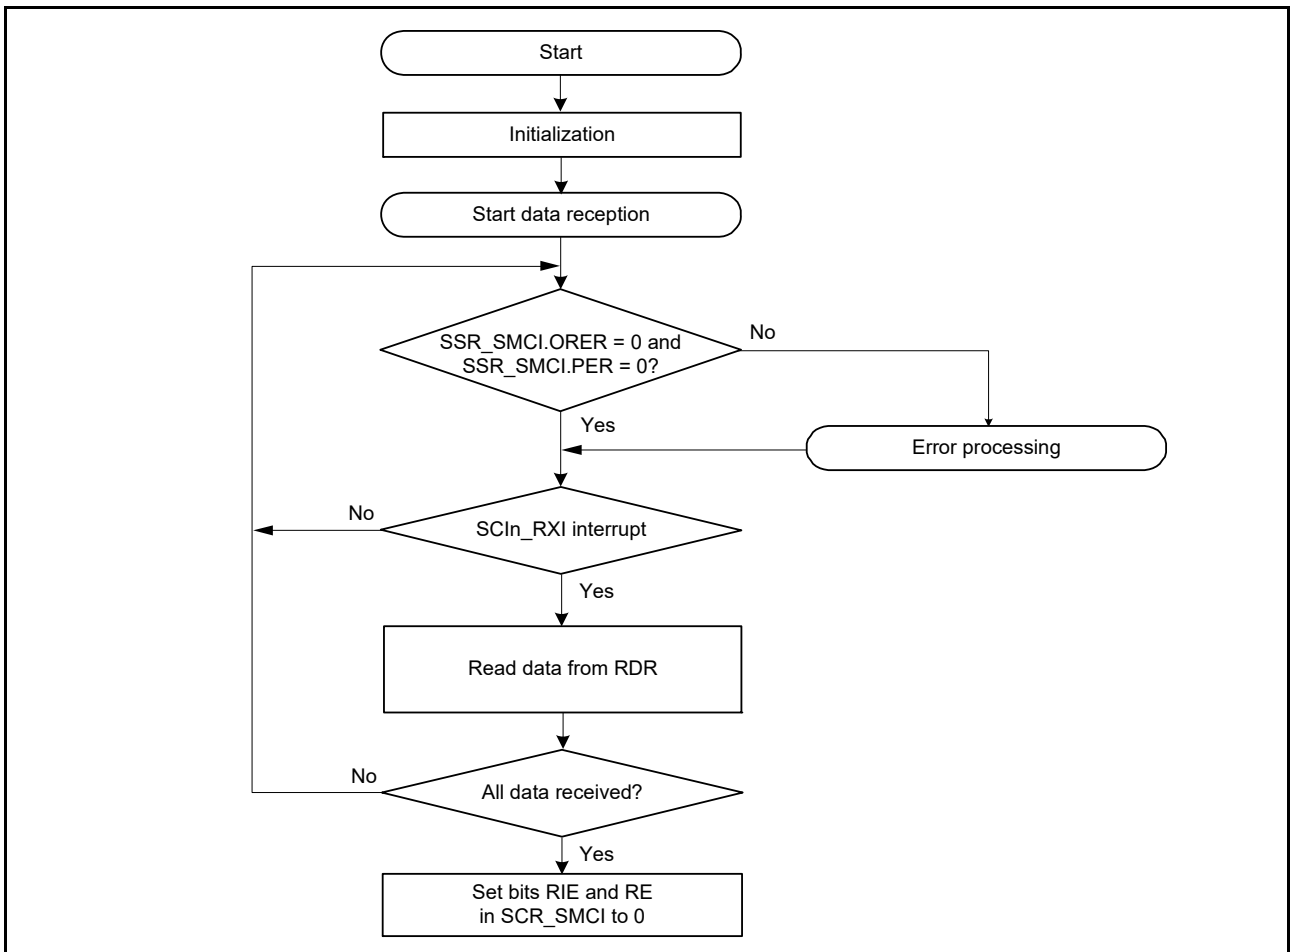 Start
Initialization
Start data reception
SSR_SMCI.ORER = 0 and
SSR_SMCI.PER = 0?
No
Yes
Error processing
SCIn_RXI interrupt
No
Yes
Read data from RDR
All data received?
No
Yes
Set bits RIE and RE
in SCR_SMCI to 0